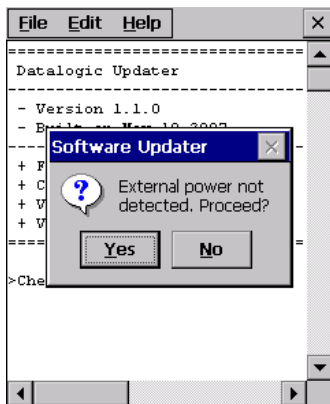 File Edit Help
==============================
Datalogic Updater
------------------------------
- Version 1.1.0
Software Updater
External power not
detected. Proceed?
Yes No
>Che